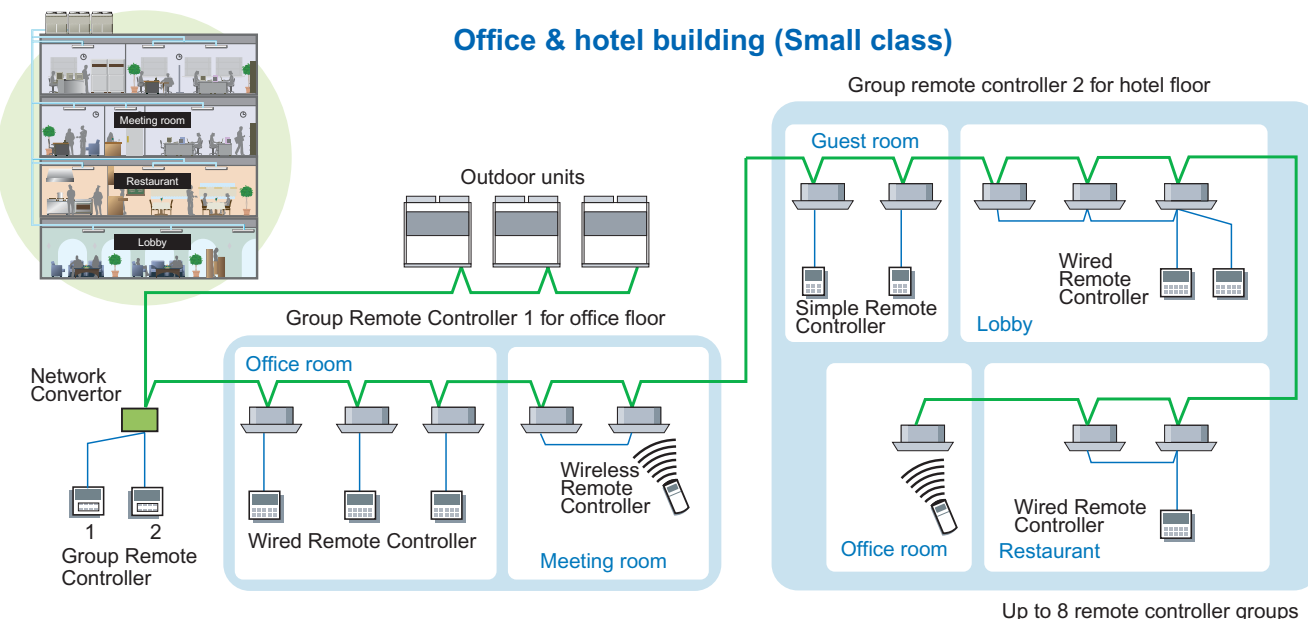 Office & hotel building (Small class)
Meeting room
Restaurant
Lobby
Group remote controller 2 for hotel floor
Guest room
Outdoor units
Simple Remote
Controller
Wired
Remote
Controller
Lobby
Group Remote Controller 1 for office floor
Office room
Network
Convertor
1
2
Group Remote
Controller
Wired Remote Controller
Wireless
Remote
Controller
Meeting room
Office room
Wired Remote
Controller
Restaurant
Up to 8 remote controller groups